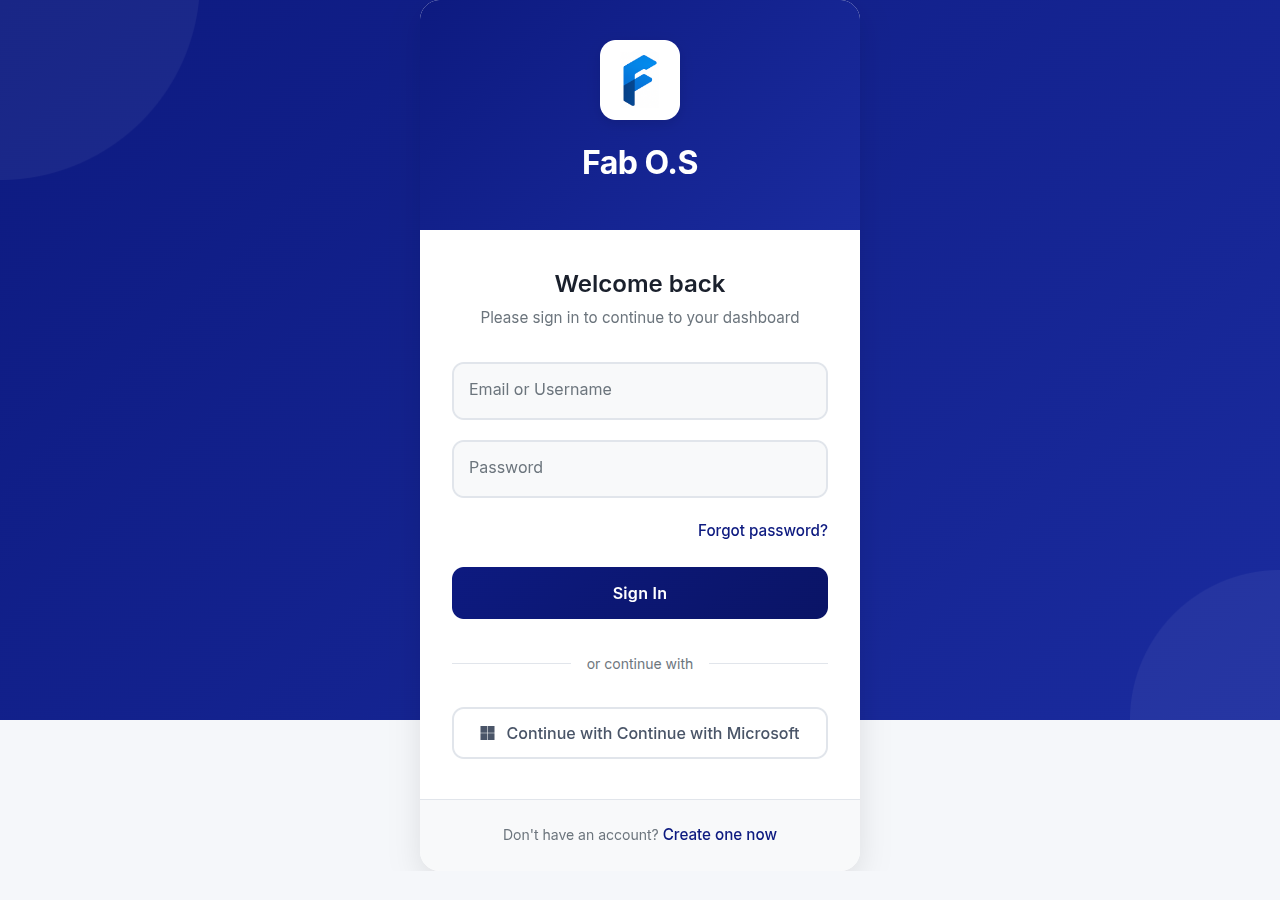 Fab O.S
Welcome back
Please sign in to continue to your dashboard
Email or Username
Password
Forgot password?
Sign In
or continue with
Continue with Continue with Microsoft
Don't have an account? Create one now